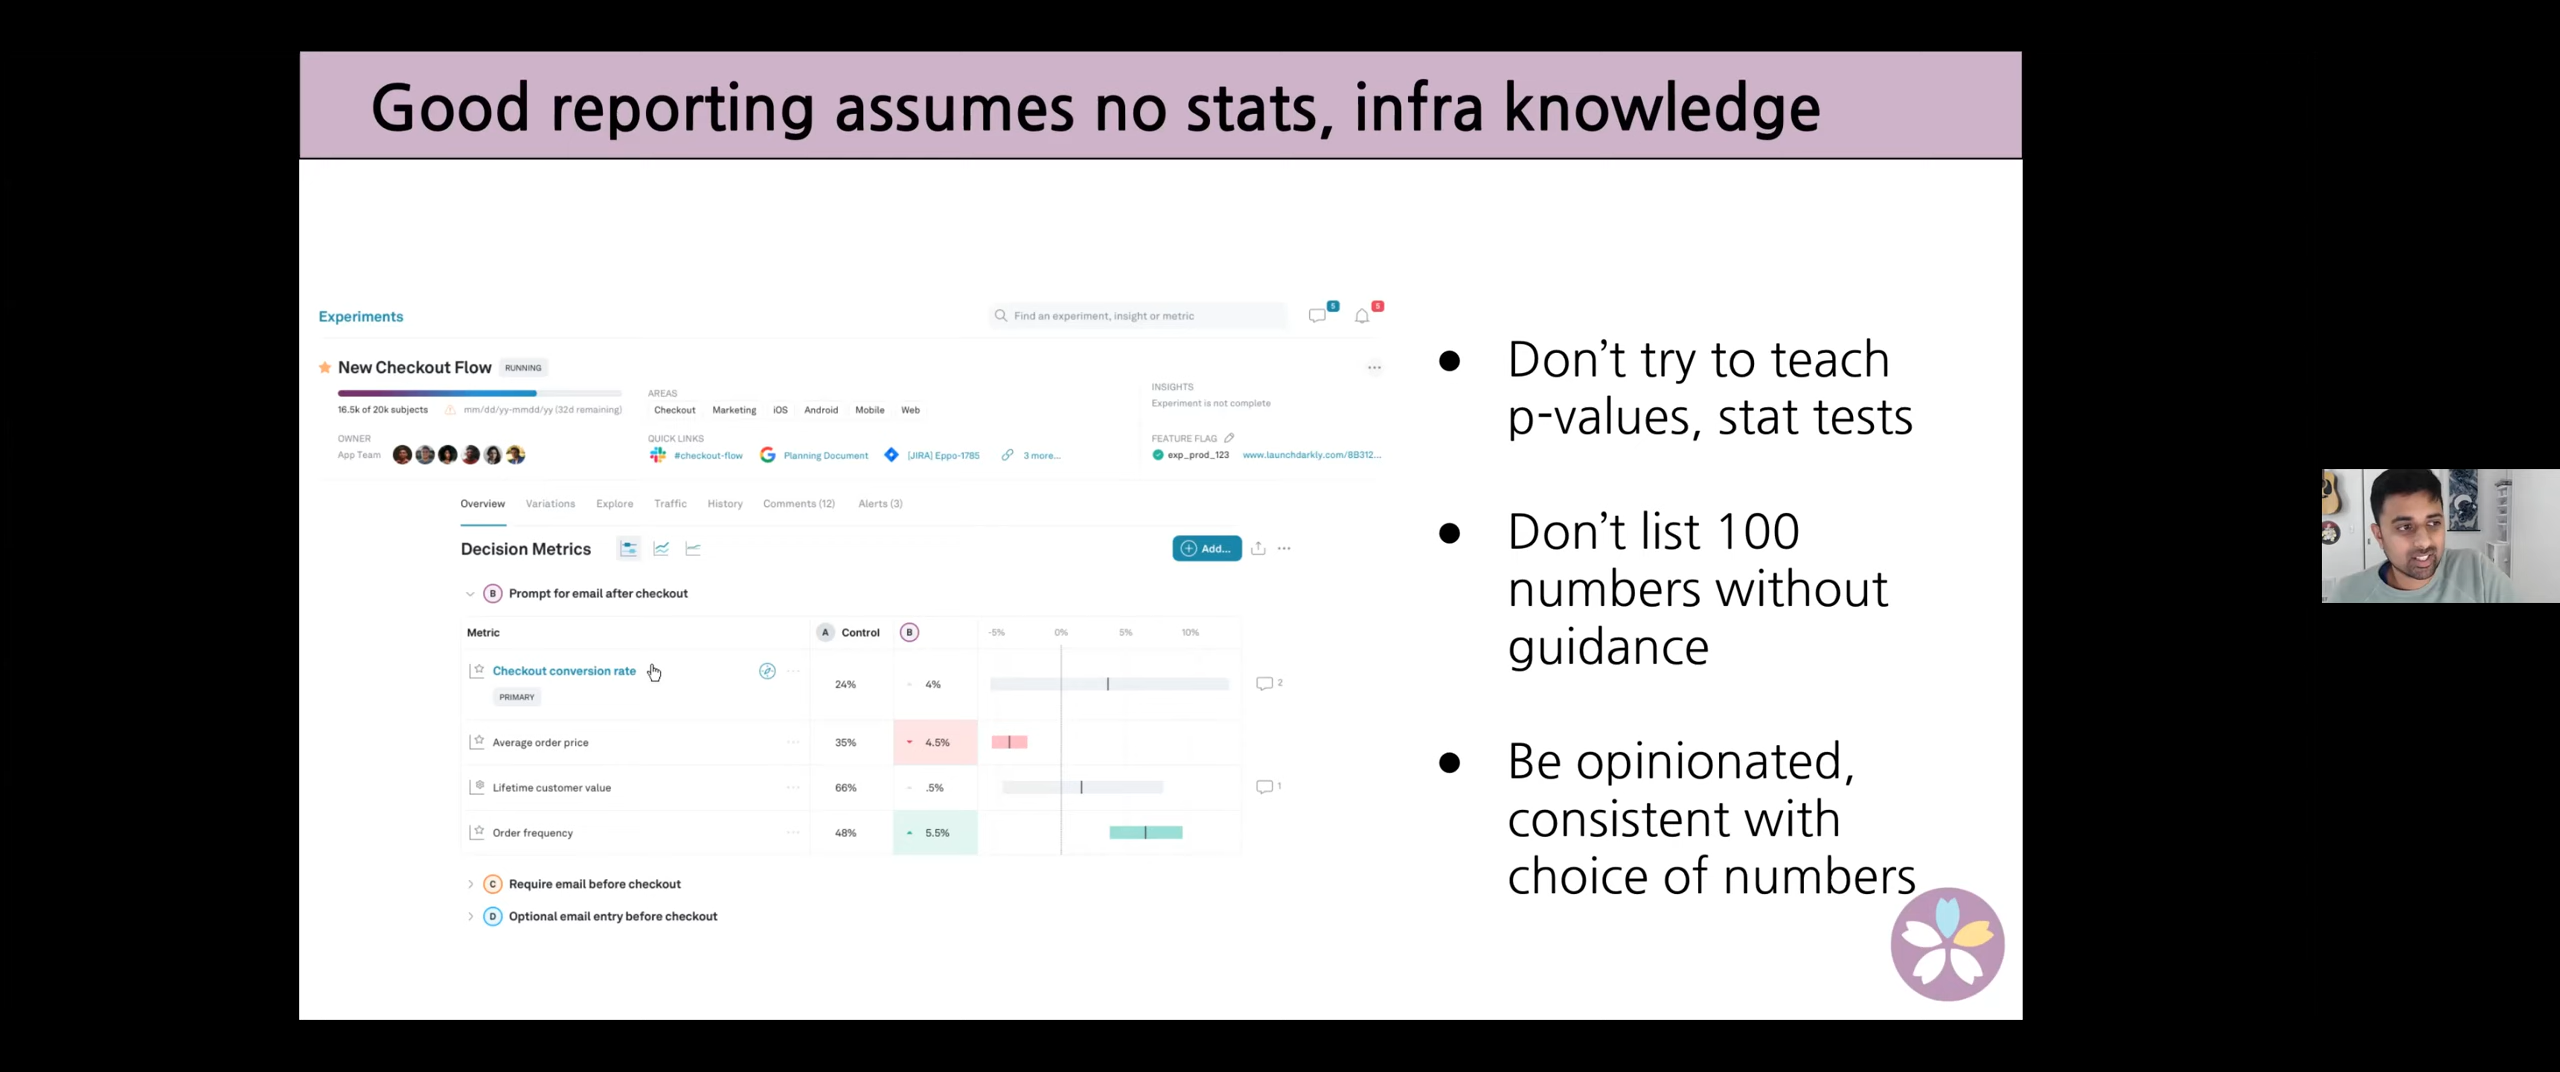 Good reporting assumes no stats, infra knowledge
Experiments
Find an experiment, insight or metric
5
5
New Checkout Flow RUNNING
16.5k of 20k subjects mm/dd/yy-mmdd/yy (32d remaining)
OWNER
App Team
AREAS
Checkout Marketing iOS Android Mobile Web
QUICK LINKS
#checkout-flow Planning Document [JIRA] Eppo-1785 3 more...
INSIGHTS
Experiment is not complete
FEATURE FLAG
exp_prod_123 www.launchdarkly.com/8B312...
Overview Variations Explore Traffic History Comments (12) Alerts (3)
Decision Metrics
Add...
B Prompt for email after checkout
Metric A Control B -5% 0% 5% 10%
Checkout conversion rate 24% 4% 2
PRIMARY
Average order price 35% 4.5%
Lifetime customer value 66% .5% 1
Order frequency 48% 5.5%
C Require email before checkout
D Optional email entry before checkout
● Don’t try to teach
p-values, stat tests
● Don’t list 100
numbers without
guidance
● Be opinionated,
consistent with
choice of numbers